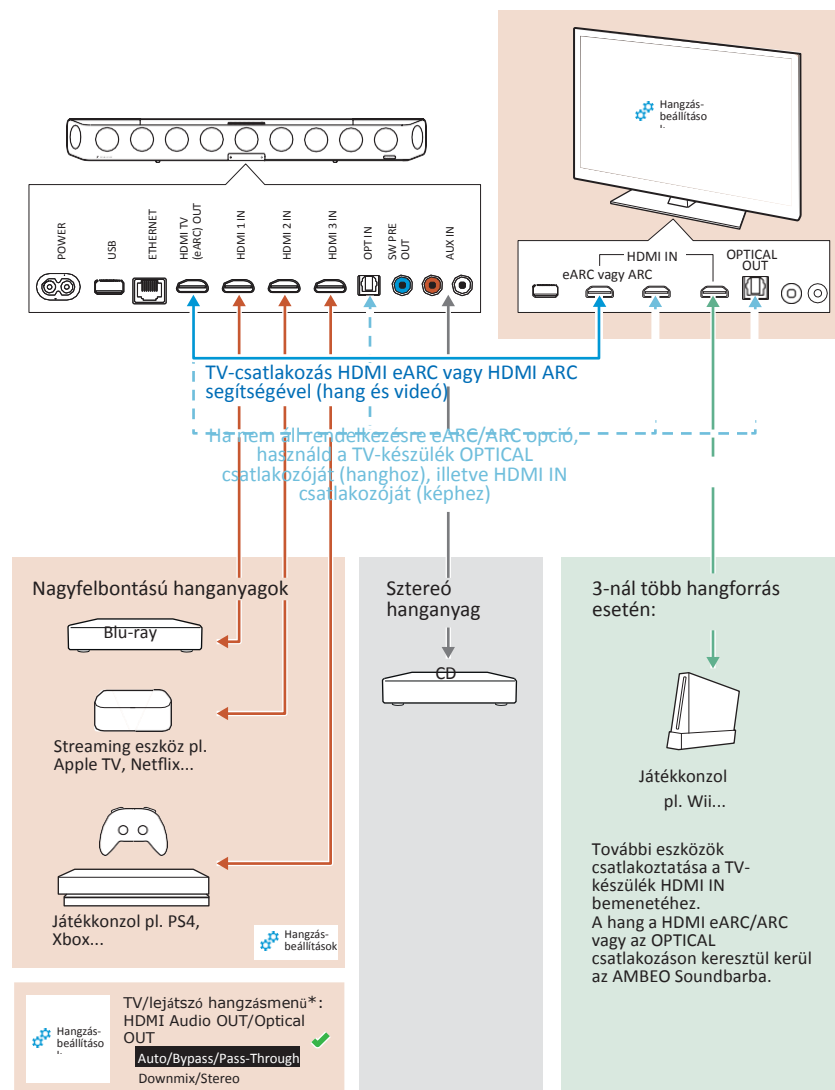 Hangzás-
beállításo
POWER
USB
ETHERNET
HDMI TV
(eARC) OUT
HDMI 1 IN
HDMI 2 IN
HDMI 3 IN
OPT IN
SW PRE
OUT
AUX IN
HDMI IN
OPTICAL
OUT
eARC vagy ARC
TV-csatlakozás HDMI eARC vagy HDMI ARC
segítségével (hang és videó)
Ha nem áll rendelkezésre eARC/ARC opció,
használd a TV-készülék OPTICAL
csatlakozóját (hanghoz), illetve HDMI IN
csatlakozóját (képhez)
Nagyfelbontású hanganyagok
Blu-ray
Streaming eszköz pl.
Apple TV, Netflix...
Játékkonzol pl. PS4,
Xbox...
Hangzás-
beállítások
Sztereó
hanganyag
CD
3-nál több hangforrás
esetén:
Játékkonzol
pl. Wii...
További eszközök
csatlakoztatása a TV-
készülék HDMI IN
bemenetéhez.
A hang a HDMI eARC/ARC
vagy az OPTICAL
csatlakozáson keresztül kerül
az AMBEO Soundbarba.
Hangzás-
beállításo
TV/lejátszó hangzásmenü*:
HDMI Audio OUT/Optical
OUT
Auto/Bypass/Pass-Through
Downmix/Stereo